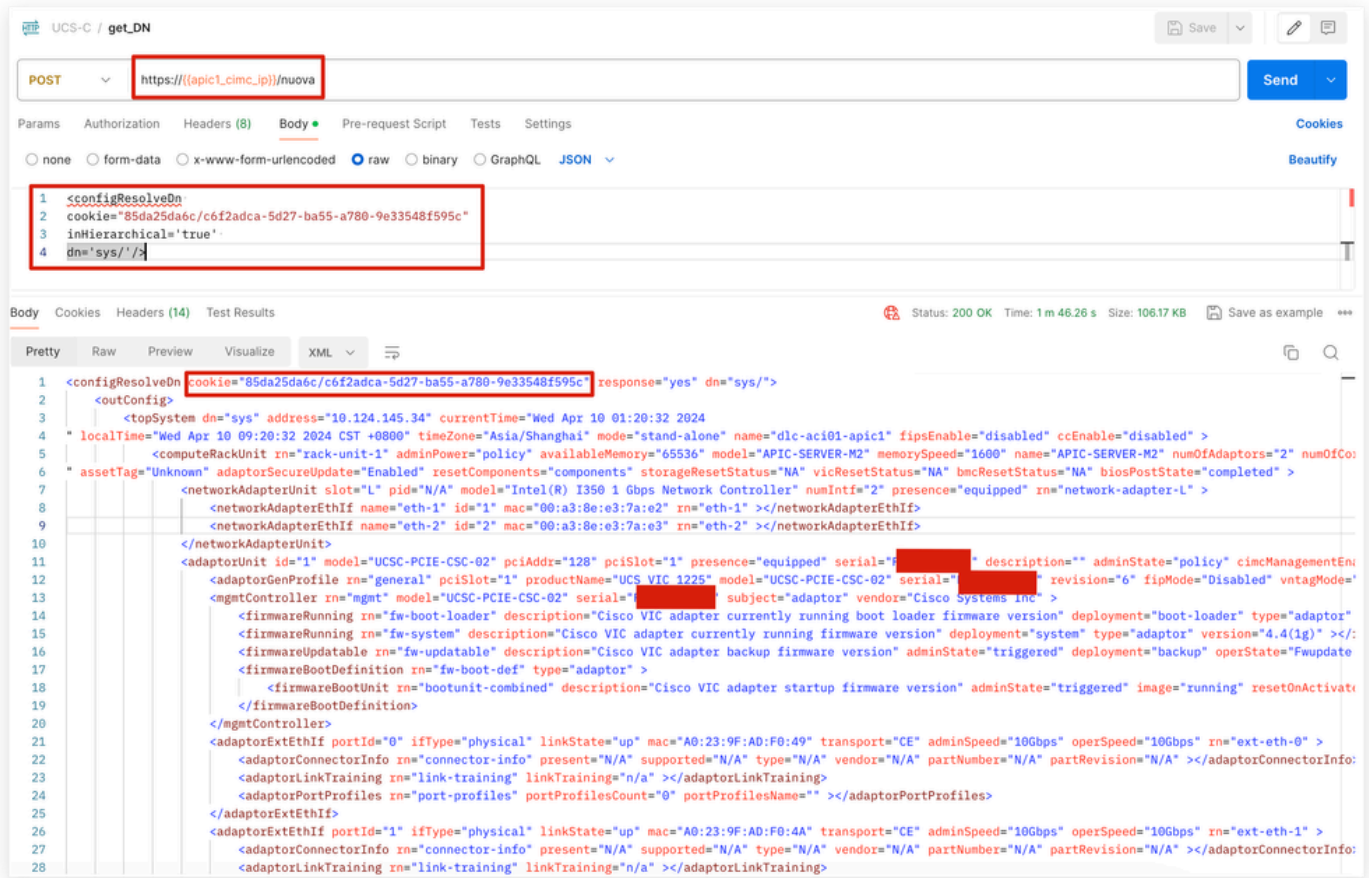 HTTP UCS-C / get_DN Save
POST https://{{apic1_cimc_ip}}/nuova Send
Params Authorization Headers (8) Body Pre-request Script Tests Settings Cookies
none form-data x-www-form-urlencoded raw binary GraphQL JSON Beautify
1 <configResolveDn
2 cookie="85da25da6c/c6f2adca-5d27-ba55-a780-9e33548f595c"
3 inHierarchical='true'
4 dn='sys/'/>
Body Cookies Headers (14) Test Results Status: 200 OK Time: 1 m 46.26 s Size: 106.17 KB Save as example
Pretty Raw Preview Visualize XML
1 <configResolveDn cookie="85da25da6c/c6f2adca-5d27-ba55-a780-9e33548f595c" response="yes" dn="sys/">
2 <outConfig>
3 <topSystem dn="sys" address="10.124.145.34" currentTime="Wed Apr 10 01:20:32 2024
4 " localTime="Wed Apr 10 09:20:32 2024 CST +0800" timeZone="Asia/Shanghai" mode="stand-alone" name="dlc-aci01-apic1" fipsEnable="disabled" ccEnable="disabled" >
5 <computeRackUnit rn="rack-unit-1" adminPower="policy" availableMemory="65536" model="APIC-SERVER-M2" memorySpeed="1600" name="APIC-SERVER-M2" numOfAdaptors="2" numOfCo
6 " assetTag="Unknown" adaptorSecureUpdate="Enabled" resetComponents="components" storageResetStatus="NA" vicResetStatus="NA" bmcResetStatus="NA" biosPostState="completed" >
7 <networkAdapterUnit slot="L" pid="N/A" model="Intel(R) I350 1 Gbps Network Controller" numIntf="2" presence="equipped" rn="network-adapter-L" >
8 <networkAdapterEthIf name="eth-1" id="1" mac="00:a3:8e:e3:7a:e2" rn="eth-1" ></networkAdapterEthIf>
9 <networkAdapterEthIf name="eth-2" id="2" mac="00:a3:8e:e3:7a:e3" rn="eth-2" ></networkAdapterEthIf>
10 </networkAdapterUnit>
11 <adaptorUnit id="1" model="UCSC-PCIE-CSC-02" pciAddr="128" pciSlot="1" presence="equipped" serial=" " description="" adminState="policy" cimcManagementEna
12 <adaptorGenProfile rn="general" pciSlot="1" productName="UCS VIC 1225" model="UCSC-PCIE-CSC-02" serial=" " revision="6" fipMode="Disabled" vntagMode="
13 <mgmtController rn="mgmt" model="UCSC-PCIE-CSC-02" serial=" " subject="adaptor" vendor="Cisco Systems Inc" >
14 <firmwareRunning rn="fw-boot-loader" description="Cisco VIC adapter currently running boot loader firmware version" deployment="boot-loader" type="adaptor"
15 <firmwareRunning rn="fw-system" description="Cisco VIC adapter currently running firmware version" deployment="system" type="adaptor" version="4.4(1g)" ></
16 <firmwareUpdatable rn="fw-updatable" description="Cisco VIC adapter backup firmware version" adminState="triggered" deployment="backup" operState="Fwupdate
17 <firmwareBootDefinition rn="fw-boot-def" type="adaptor" >
18 <firmwareBootUnit rn="bootunit-combined" description="Cisco VIC adapter startup firmware version" adminState="triggered" image="running" resetOnActivate
19 </firmwareBootDefinition>
20 </mgmtController>
21 <adaptorExtEthIf portId="0" ifType="physical" linkState="up" mac="A0:23:9F:AD:F0:49" transport="CE" adminSpeed="10Gbps" operSpeed="10Gbps" rn="ext-eth-0" >
22 <adaptorConnectorInfo rn="connector-info" present="N/A" supported="N/A" type="N/A" vendor="N/A" partNumber="N/A" partRevision="N/A" ></adaptorConnectorInfo>
23 <adaptorLinkTraining rn="link-training" linkTraining="n/a" ></adaptorLinkTraining>
24 <adaptorPortProfiles rn="port-profiles" portProfilesCount="0" portProfilesName="" ></adaptorPortProfiles>
25 </adaptorExtEthIf>
26 <adaptorExtEthIf portId="1" ifType="physical" linkState="up" mac="A0:23:9F:AD:F0:4A" transport="CE" adminSpeed="10Gbps" operSpeed="10Gbps" rn="ext-eth-1" >
27 <adaptorConnectorInfo rn="connector-info" present="N/A" supported="N/A" type="N/A" vendor="N/A" partNumber="N/A" partRevision="N/A" ></adaptorConnectorInfo>
28 <adaptorLinkTraining rn="link-training" linkTraining="n/a" ></adaptorLinkTraining>